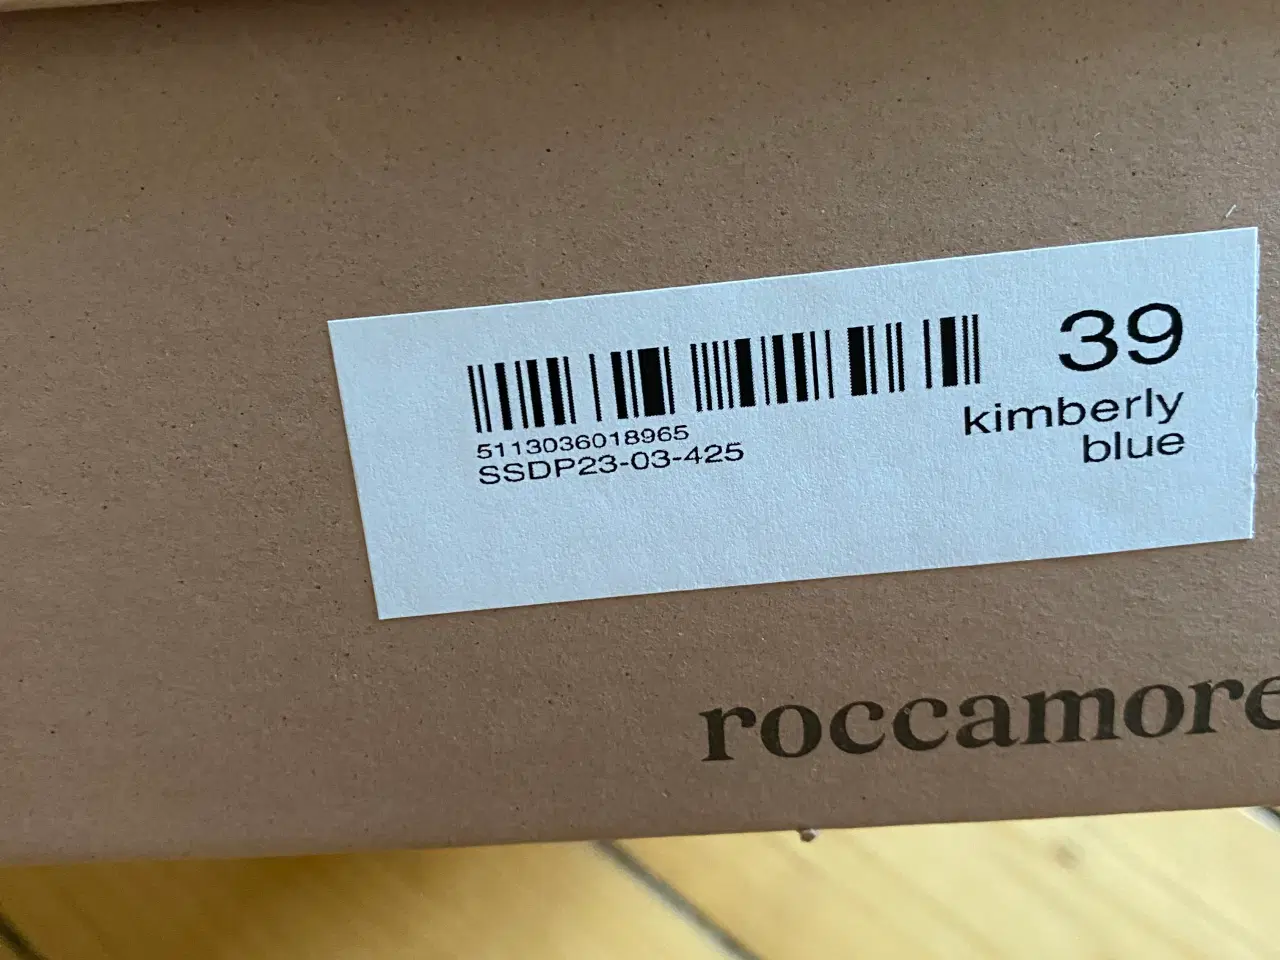 39
kimberly
blue
5113036018965
SSDP23-03-425
roccamore